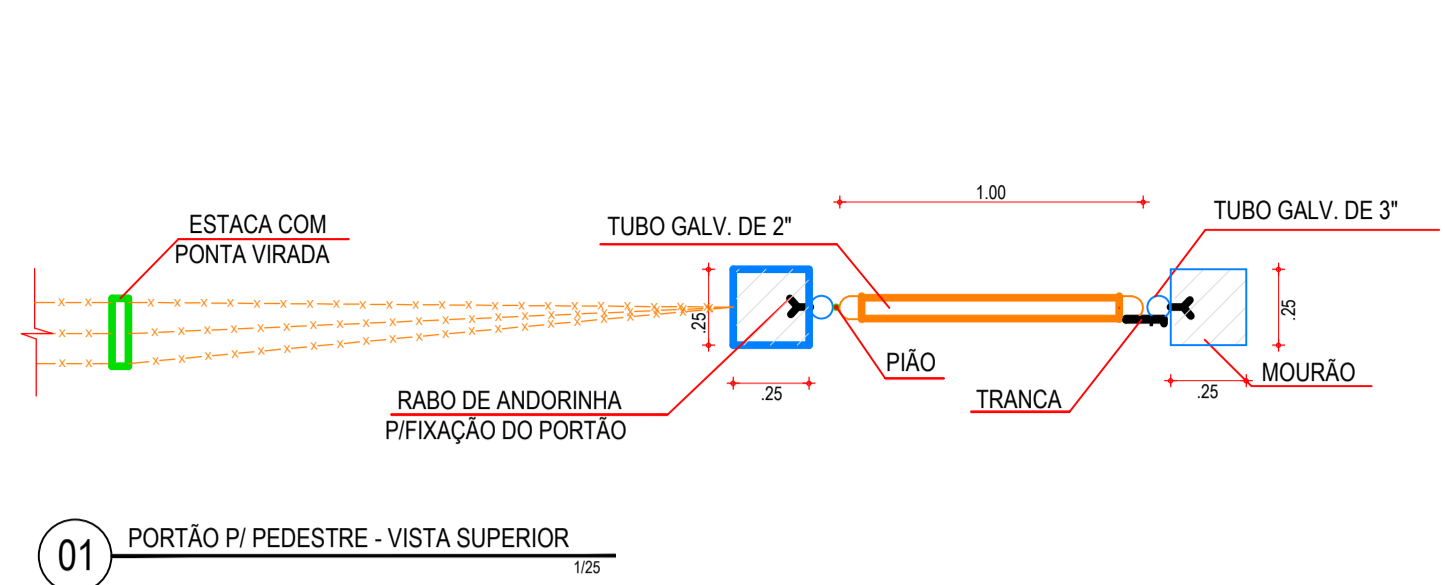 1.00
ESTACA COM
PONTA VIRADA
TUBO GALV. DE 2"
TUBO GALV. DE 3"
.25
.25
PIÃO
MOURÃO
.25
.25
TRANCA
RABO DE ANDORINHA
P/FIXAÇÃO DO PORTÃO
x x x x x x x x x x x x x x x x x x x x x x
01
PORTÃO P/ PEDESTRE - VISTA SUPERIOR
1/25